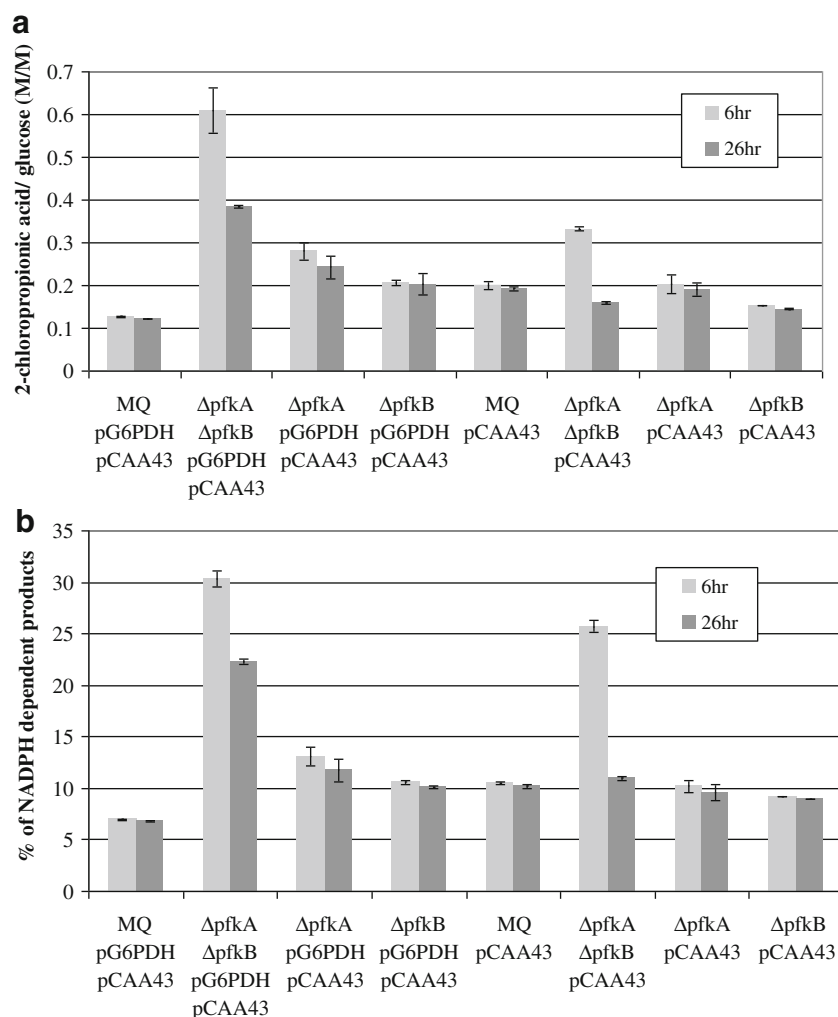 a
2-chloropropionic acid/ glucose (M/M)
0.7
0.6
0.5
0.4
0.3
0.2
0.1
0
6hr
26hr
MQ
pG6PDH
pCAA43
ΔpfkA
ΔpfkB
pG6PDH
pCAA43
ΔpfkA
pG6PDH
pCAA43
ΔpfkB
pG6PDH
pCAA43
MQ
pCAA43
ΔpfkA
ΔpfkB
pCAA43
ΔpfkA
pCAA43
ΔpfkB
pCAA43
b
% of NADPH dependent products
35
30
25
20
15
10
5
0
6hr
26hr
MQ
pG6PDH
pCAA43
ΔpfkA
ΔpfkB
pG6PDH
pCAA43
ΔpfkA
pG6PDH
pCAA43
ΔpfkB
pG6PDH
pCAA43
MQ
pCAA43
ΔpfkA
ΔpfkB
pCAA43
ΔpfkA
pCAA43
ΔpfkB
pCAA43